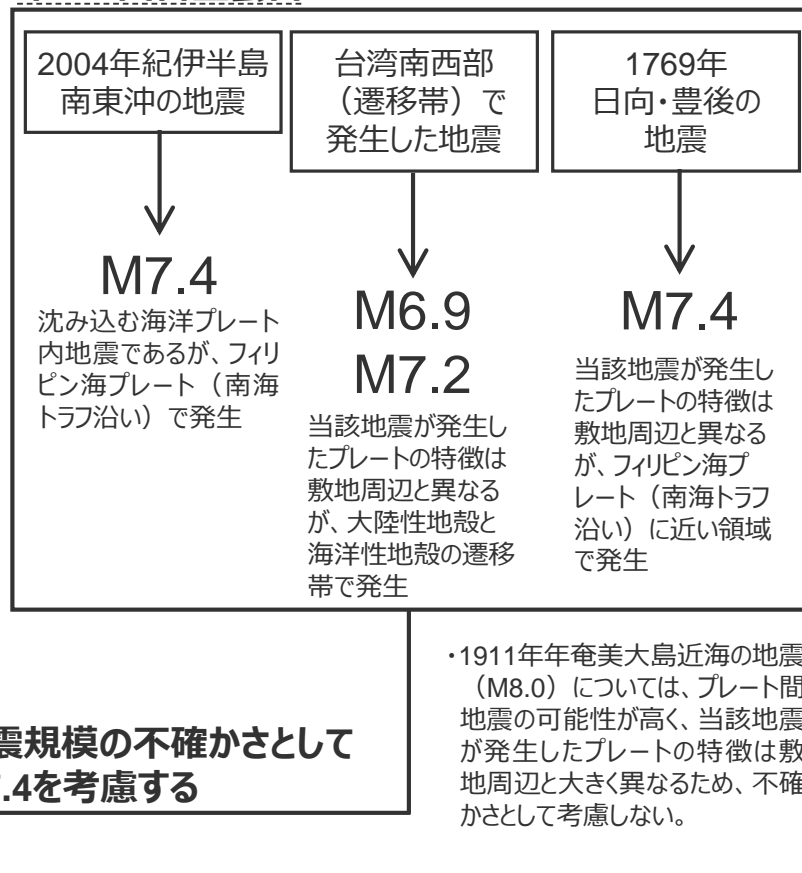 2004年紀伊半島
南東沖の地震
M7.4
沈み込む海洋プレート
内地震であるが、フィリ
ピン海プレート（南海
トラフ沿い）で発生
台湾南西部
（遷移帯）で
発生した地震
M6.9
M7.2
当該地震が発生し
たプレートの特徴は
敷地周辺と異なる
が、大陸性地殻と
海洋性地殻の遷移
帯で発生
1769年
日向・豊後の
地震
M7.4
当該地震が発生し
たプレートの特徴は
敷地周辺と異なる
が、フィリピン海プ
レート（南海トラフ
沿い）に近い領域
で発生
震規模の不確かさとして
.4を考慮する
・1911年年奄美大島近海の地震
（M8.0）については、プレート間
地震の可能性が高く、当該地震
が発生したプレートの特徴は敷
地周辺と大きく異なるため、不確
かさとして考慮しない。